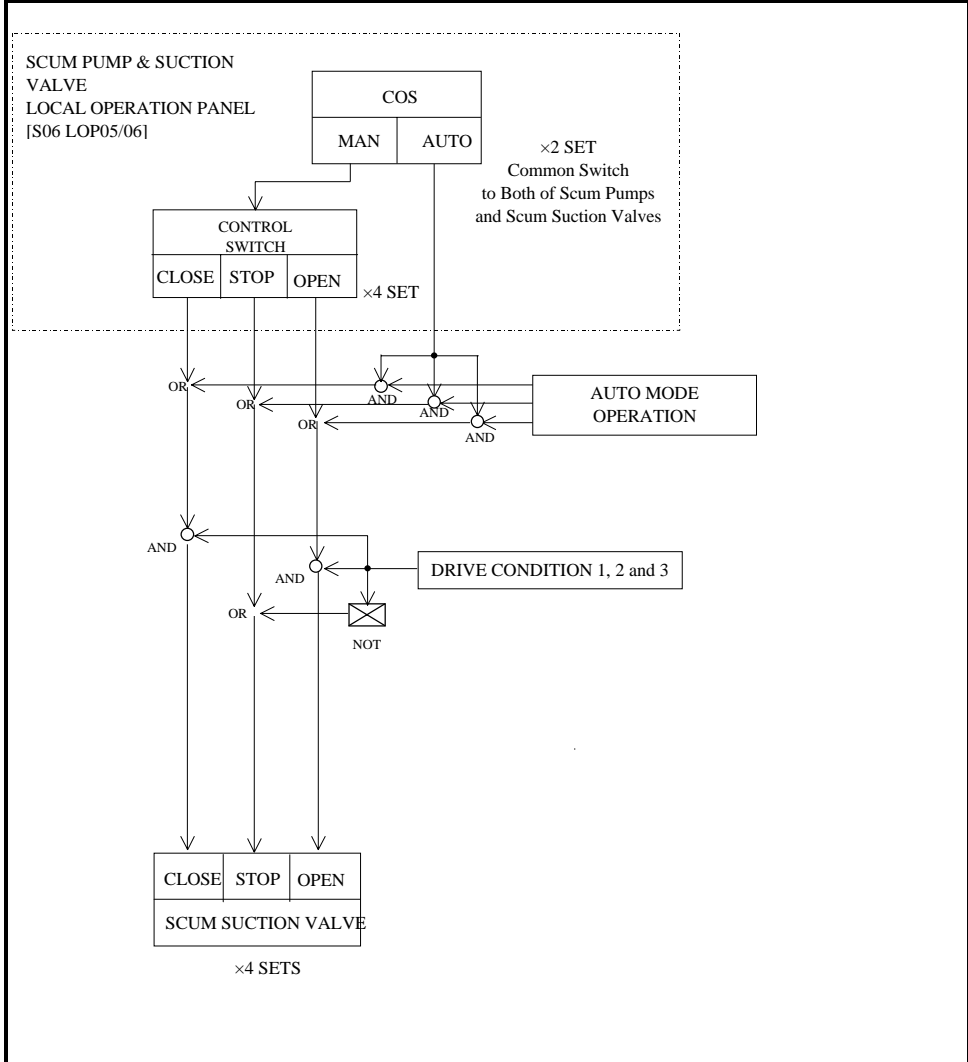 SCUM PUMP & SUCTION
VALVE
LOCAL OPERATION PANEL
[S06 LOP05/06]
COS
MAN AUTO
×2 SET
Common Switch
to Both of Scum Pumps
and Scum Suction Valves
CONTROL
SWITCH
CLOSE STOP OPEN
×4 SET
OR
AND
OR
AND
OR
AND
AUTO MODE
OPERATION
AND
AND
DRIVE CONDITION 1, 2 and 3
OR
NOT
CLOSE STOP OPEN
SCUM SUCTION VALVE
×4 SETS